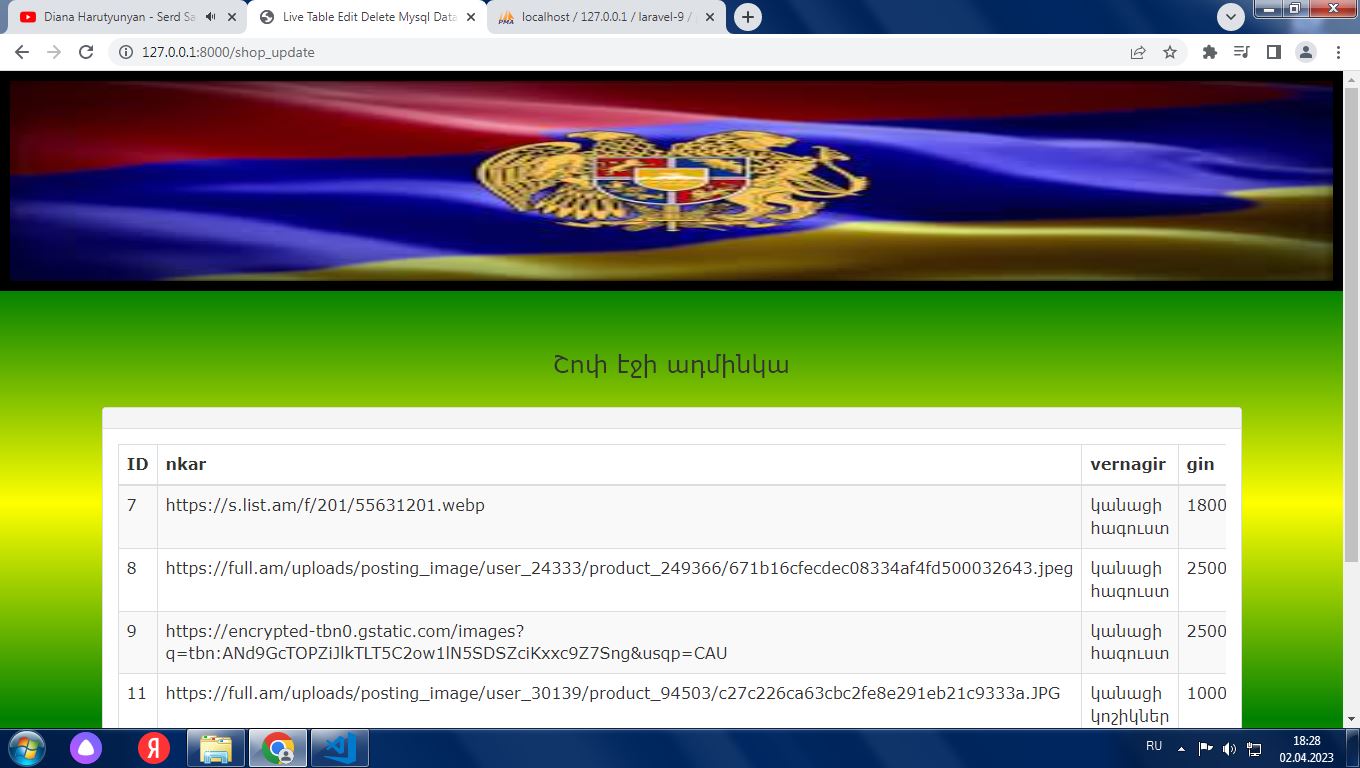 Diana Harutyunyan - Serd Sa
Live Table Edit Delete Mysql Data
PMA
localhost / 127.0.0.1 / laravel-9 /
127.0.0.1:8000/shop_update
Շոփ էջի ադմինկա
ID nkar vernagir gin
7 https://s.list.am/f/201/55631201.webp կանացի 1800
հագուստ
8 https://full.am/uploads/posting_image/user_24333/product_249366/671b16cfecdec08334af4fd500032643.jpeg կանացի 2500
հագուստ
9 https://encrypted-tbn0.gstatic.com/images? կանացի 2500
q=tbn:ANd9GcTOPZiJlkTLT5C2ow1lN5SDSZciKxxc9Z7Sng&usqp=CAU հագուստ
11 https://full.am/uploads/posting_image/user_30139/product_94503/c27c226ca63cbc2fe8e291eb21c9333a.JPG կանացի 1000
կոշիկներ
Я
RU
18:28
02.04.2023